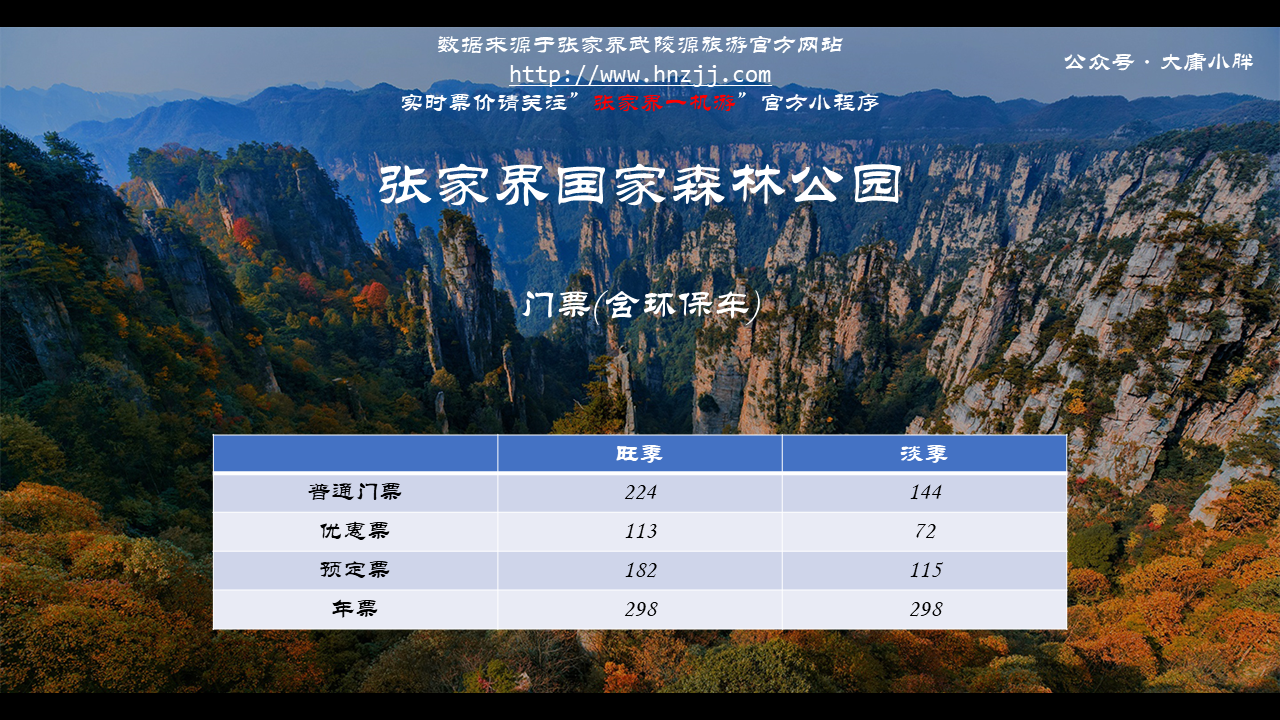 数据来源于张家界武陵源旅游官方网站
http://www.hnzjj.com
实时票价请关注”张家界一机游”官方小程序
公众号·大庸小胖
张家界国家森林公园
门票(含环保车)
旺季 淡季
普通门票 224 144
优惠票 113 72
预定票 182 115
年票 298 298